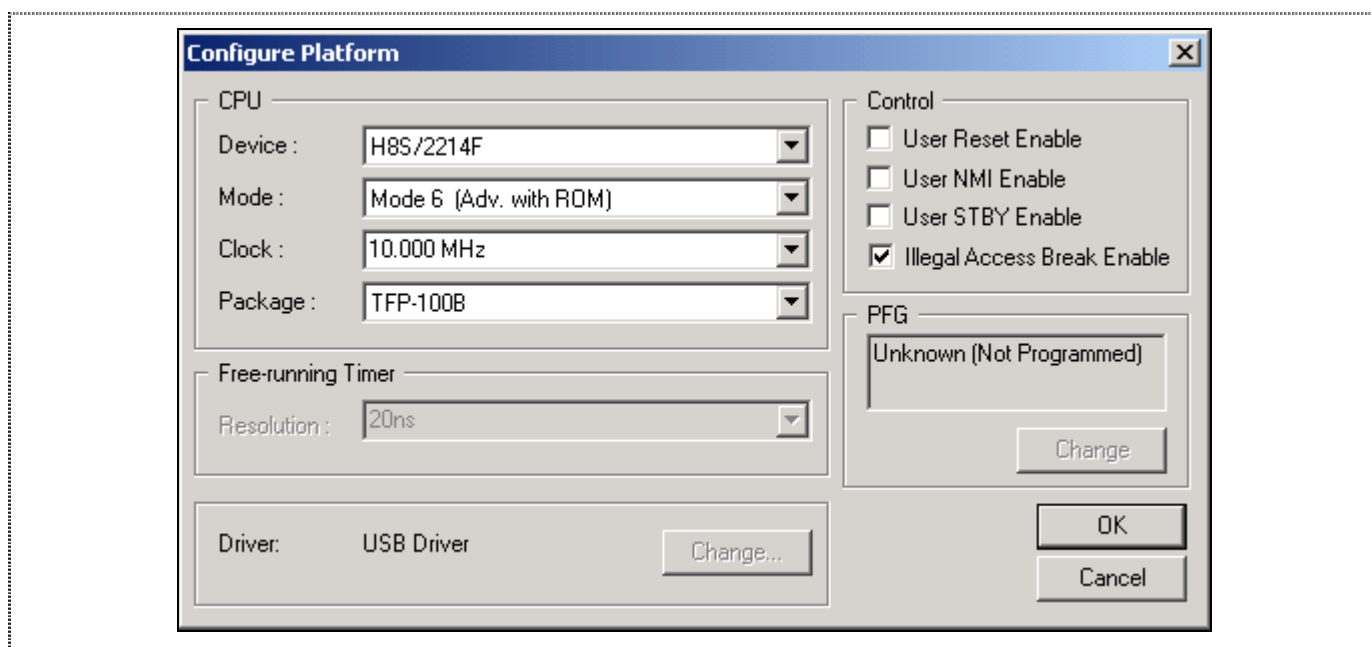 Configure Platform
CPU
Device :
H8S/2214F
Mode :
Mode 6 (Adv. with ROM)
Clock :
10.000 MHz
Package :
TFP-100B
Free-running Timer
Resolution :
20ns
Driver:
USB Driver
Change...
Control
User Reset Enable
User NMI Enable
User STBY Enable
Illegal Access Break Enable
PFG
Unknown (Not Programmed)
Change
OK
Cancel